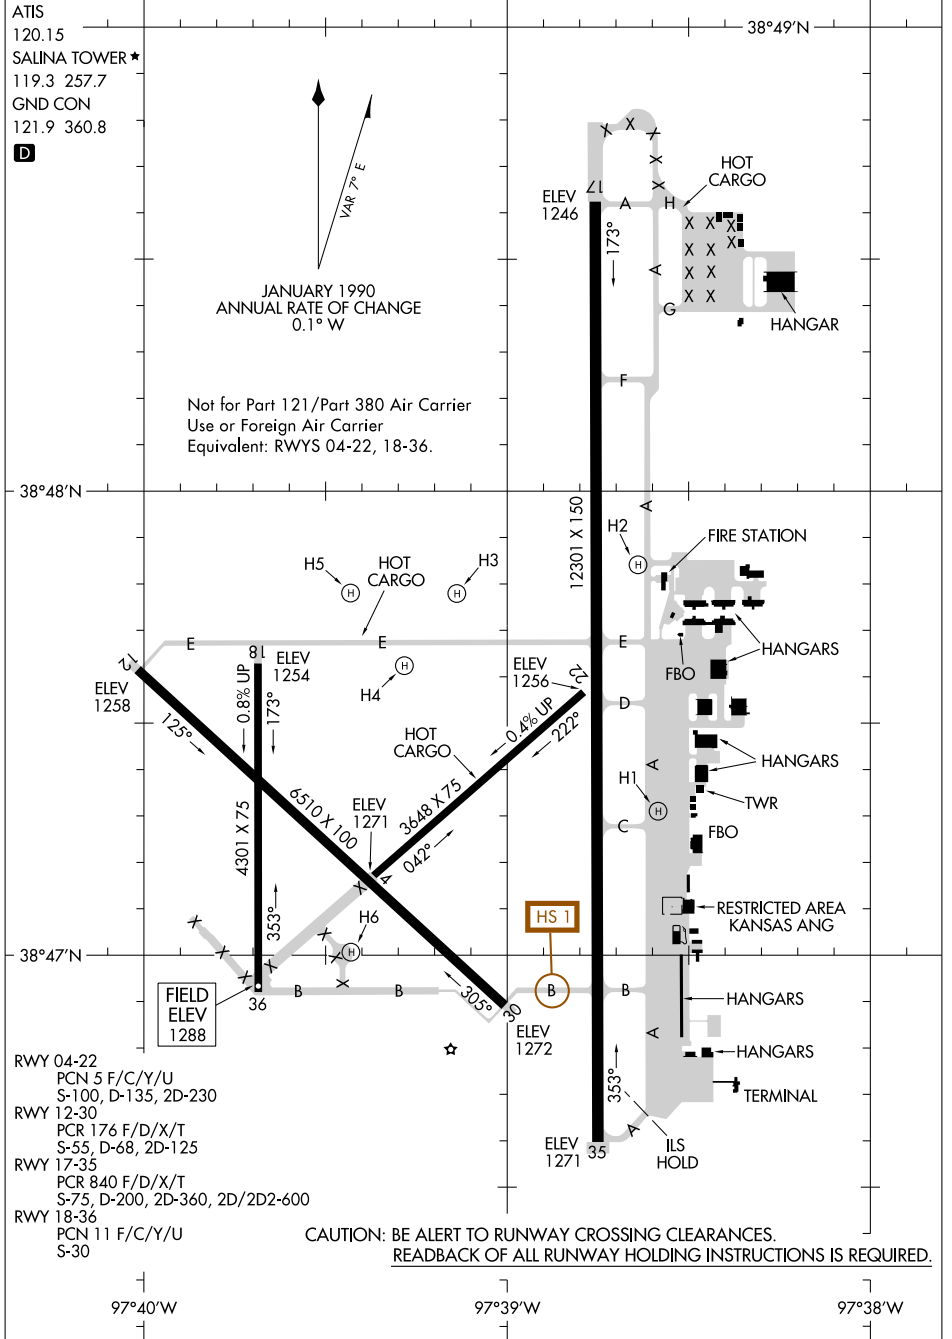 ATIS
120.15
SALINA TOWER ★
119.3 257.7
GND CON
121.9 360.8
D
38°49'N
VAR 7° E
JANUARY 1990
ANNUAL RATE OF CHANGE
0.1° W
Not for Part 121/Part 380 Air Carrier
Use or Foreign Air Carrier
Equivalent: RWYS 04-22, 18-36.
X X X
X
X
HOT
CARGO
17
ELEV
1246
A H
173°
X X X
X X X
X X
X X
A
G
HANGAR
F
38°48'N
12301 X 150
A
H2
H
FIRE STATION
H5
H
HOT
CARGO
H3
H
E
E
E
HANGARS
FBO
12
ELEV
1258
18
ELEV
1254
0.8% UP
173°
H
H4
ELEV
1256
22
0.4% UP
222°
D
125°
HOT
CARGO
A
HANGARS
H1
H
TWR
6510 X 100
ELEV
1271
3648 X 75
042°
C
FBO
4301 X 75
X
4
353°
H6
H
HS 1
RESTRICTED AREA
KANSAS ANG
X
X
X
X
X
X
X
38°47'N
FIELD
ELEV
1288
36
B
B
305°
30
B
B
HANGARS
ELEV
1272
A
HANGARS
TERMINAL
353°
A
ILS
HOLD
ELEV
1271
35
RWY 04-22
PCN 5 F/C/Y/U
S-100, D-135, 2D-230
RWY 12-30
PCR 176 F/D/X/T
S-55, D-68, 2D-125
RWY 17-35
PCR 840 F/D/X/T
S-75, D-200, 2D-360, 2D/2D2-600
RWY 18-36
PCN 11 F/C/Y/U
S-30
CAUTION: BE ALERT TO RUNWAY CROSSING CLEARANCES.
READBACK OF ALL RUNWAY HOLDING INSTRUCTIONS IS REQUIRED.
97°40'W
97°39'W
97°38'W